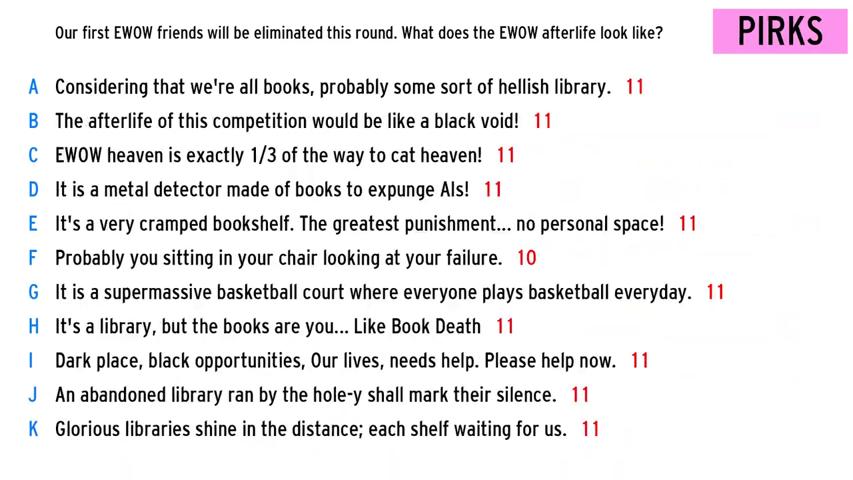 Our first EWOW friends will be eliminated this round. What does the EWOW afterlife look like?
PIRKS
A Considering that we're all books, probably some sort of hellish library. 11
B The afterlife of this competition would be like a black void! 11
C EWOW heaven is exactly 1/3 of the way to cat heaven! 11
D It is a metal detector made of books to expunge AIs! 11
E It's a very cramped bookshelf. The greatest punishment... no personal space! 11
F Probably you sitting in your chair looking at your failure. 10
G It is a supermassive basketball court where everyone plays basketball everyday. 11
H It's a library, but the books are you... Like Book Death 11
I Dark place, black opportunities, Our lives, needs help. Please help now. 11
J An abandoned library ran by the hole-y shall mark their silence. 11
K Glorious libraries shine in the distance; each shelf waiting for us. 11